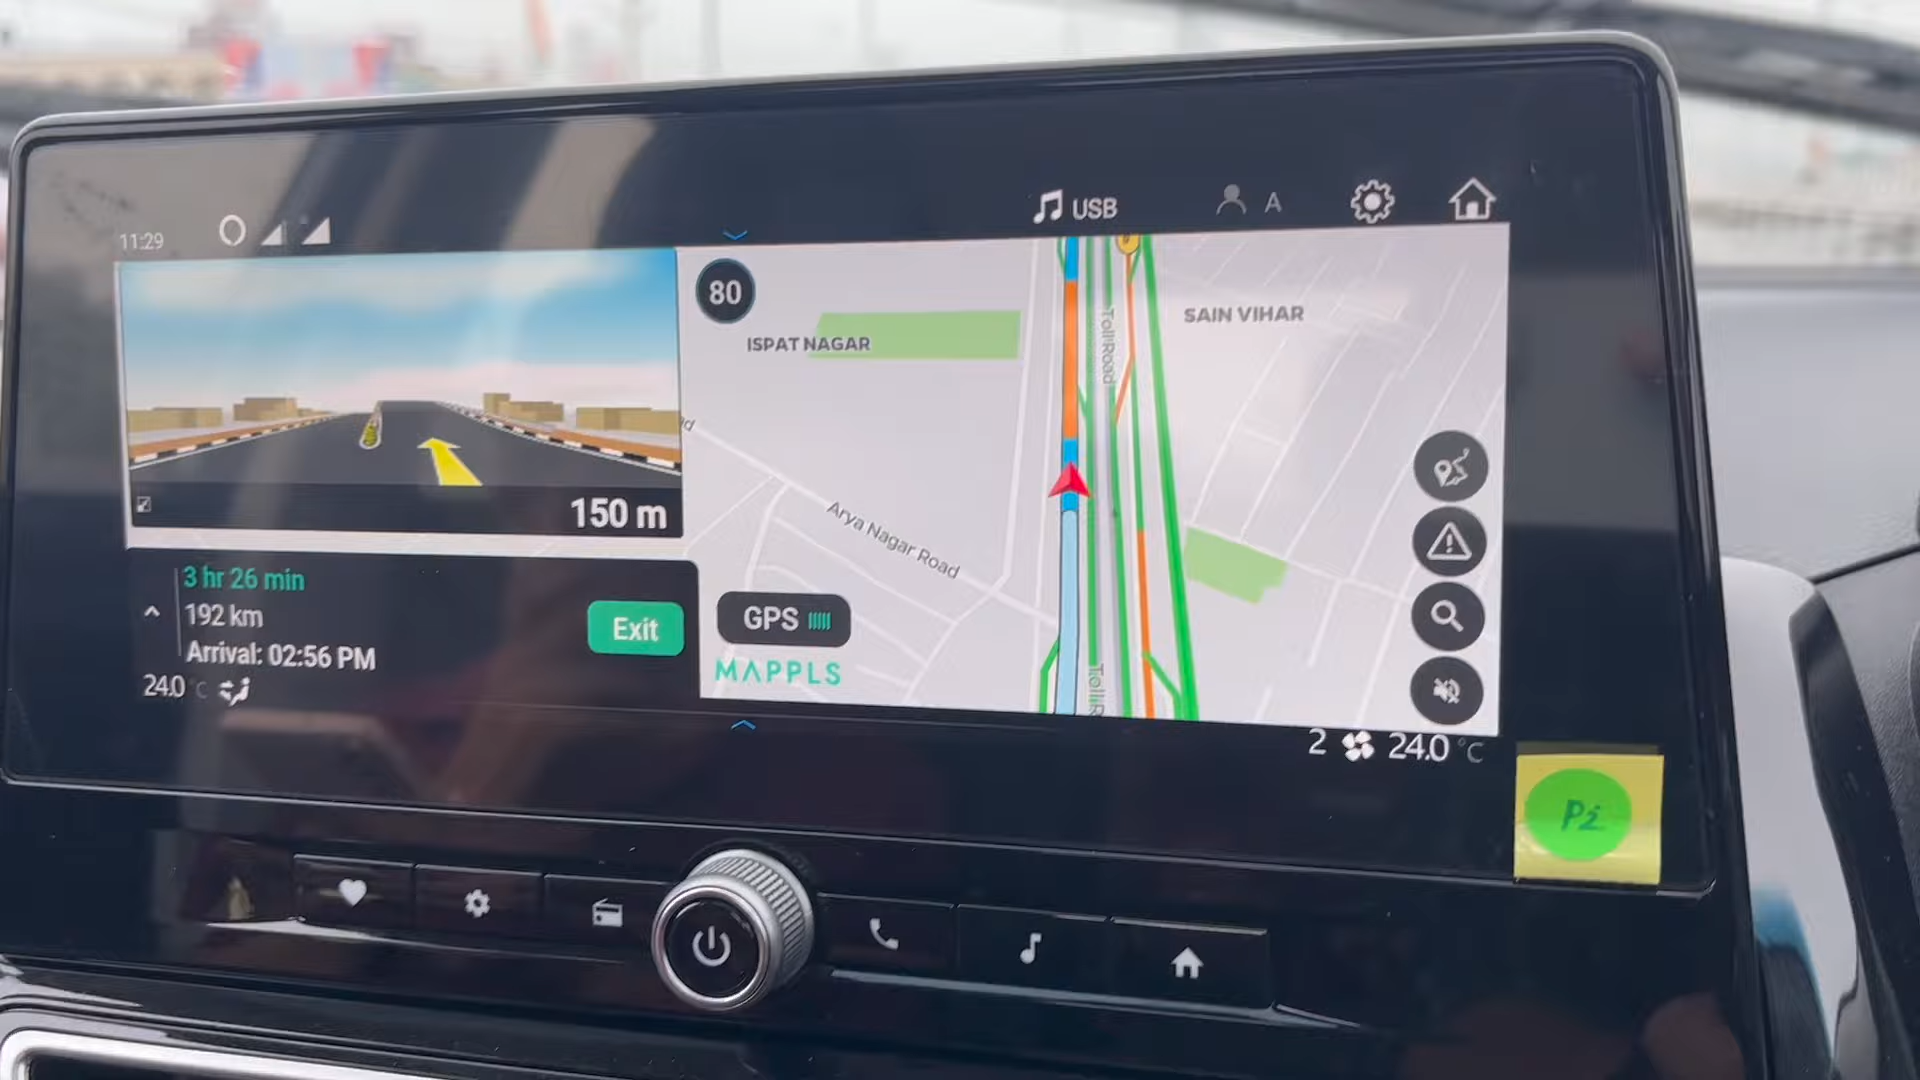 11:29
USB
A
80
ISPAT NAGAR
SAIN VIHAR
Toll Road
Arya Nagar Road
150 m
3 hr 26 min
192 km
Arrival: 02:56 PM
Exit
GPS
MAPPLS
24.0 °C
2
24.0 °C
Pi